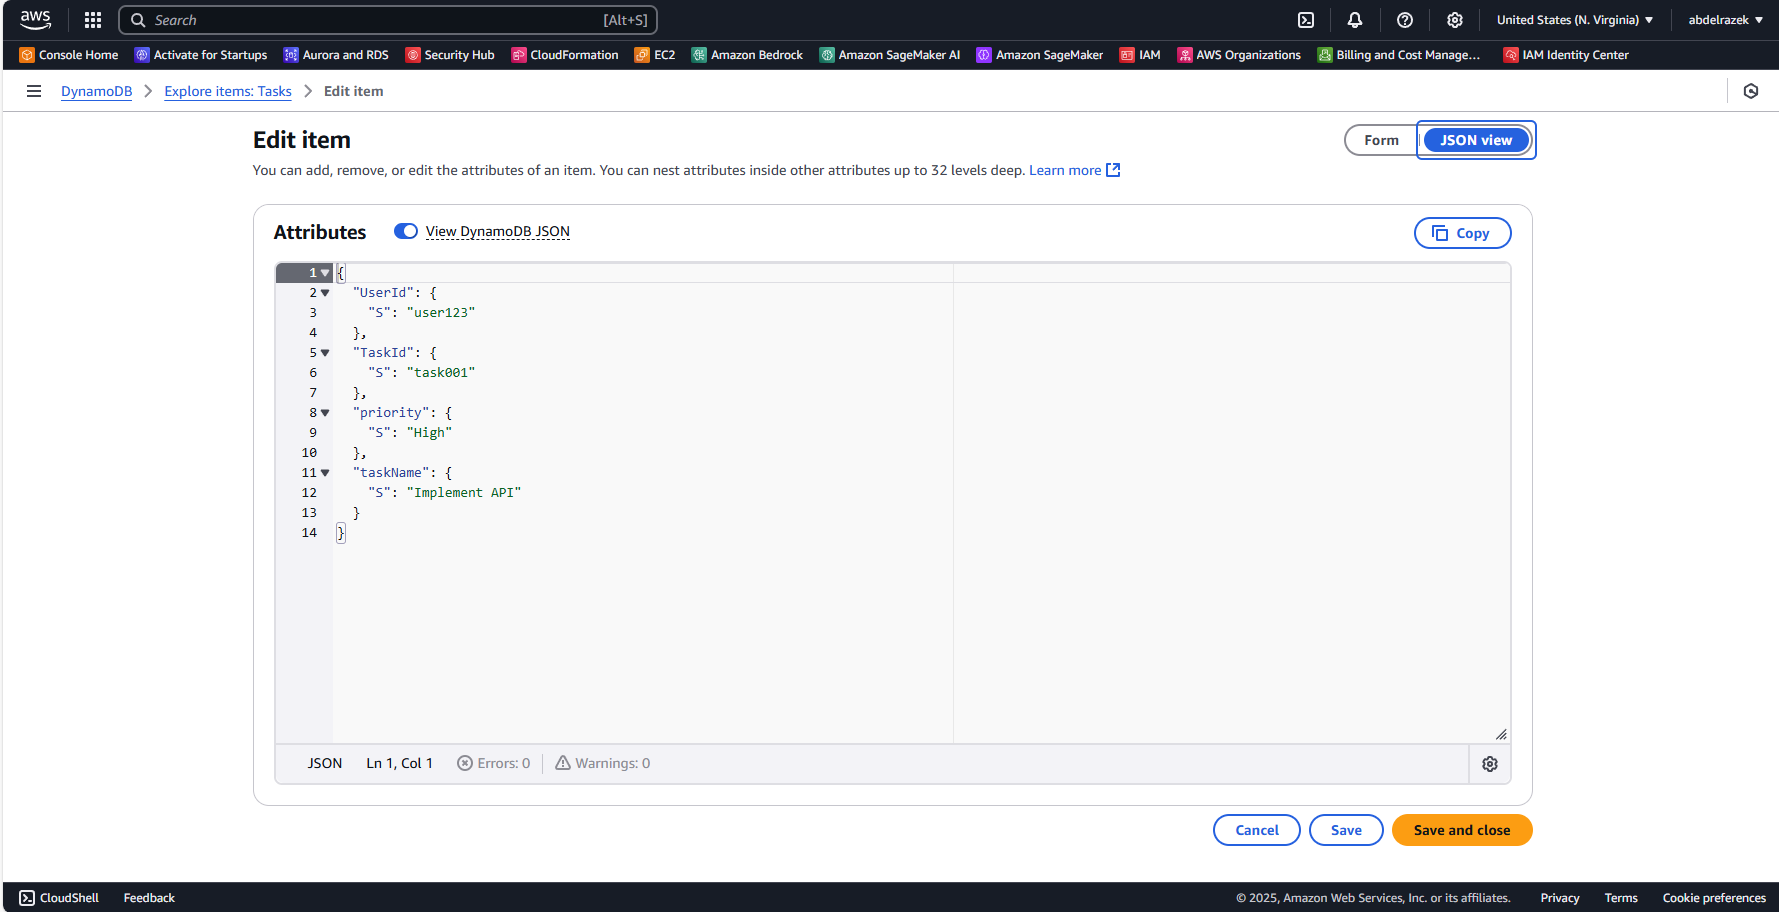 aws Search [Alt+S] United States (N. Virginia) abdelrazek
Console Home Activate for Startups Aurora and RDS Security Hub CloudFormation EC2 Amazon Bedrock Amazon SageMaker AI Amazon SageMaker IAM AWS Organizations Billing and Cost Manage... IAM Identity Center
DynamoDB Explore items: Tasks Edit item
Edit item
Form JSON view
You can add, remove, or edit the attributes of an item. You can nest attributes inside other attributes up to 32 levels deep. Learn more
Attributes View DynamoDB JSON Copy
1 {
2 "UserId": {
3 "S": "user123"
4 },
5 "TaskId": {
6 "S": "task001"
7 },
8 "priority": {
9 "S": "High"
10 },
11 "taskName": {
12 "S": "Implement API"
13 }
14 }
JSON Ln 1, Col 1 Errors: 0 Warnings: 0
Cancel Save Save and close
CloudShell Feedback © 2025, Amazon Web Services, Inc. or its affiliates. Privacy Terms Cookie preferences